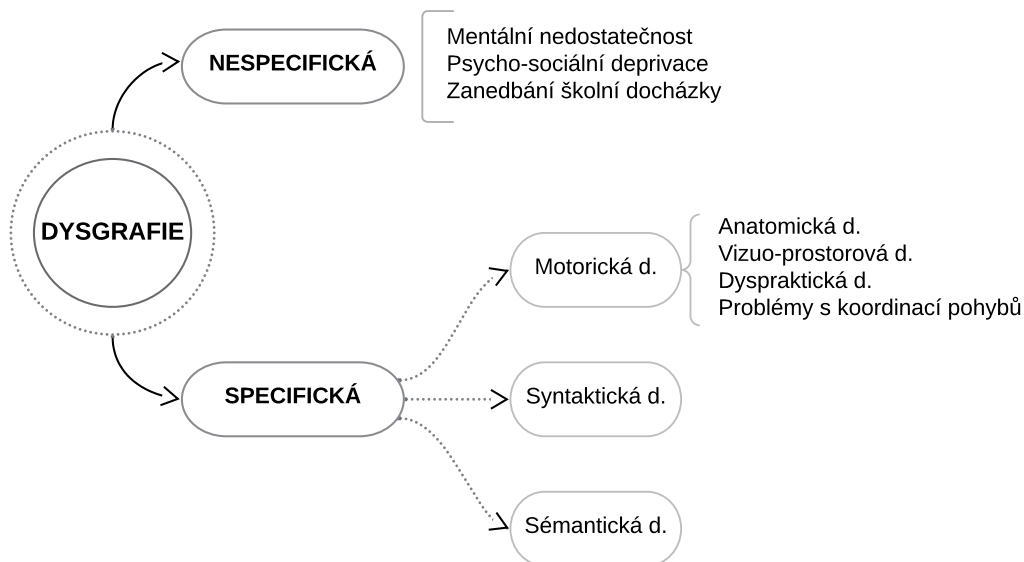 NESPECIFICKÁ
Mentální nedostatečnost
Psycho-sociální deprivace
Zanedbání školní docházky
DYSGRAFIE
Motorická d.
Anatomická d.
Vizuo-prostorová d.
Dyspraktická d.
Problémy s koordinací pohybů
SPECIFICKÁ
Syntaktická d.
Sémantická d.